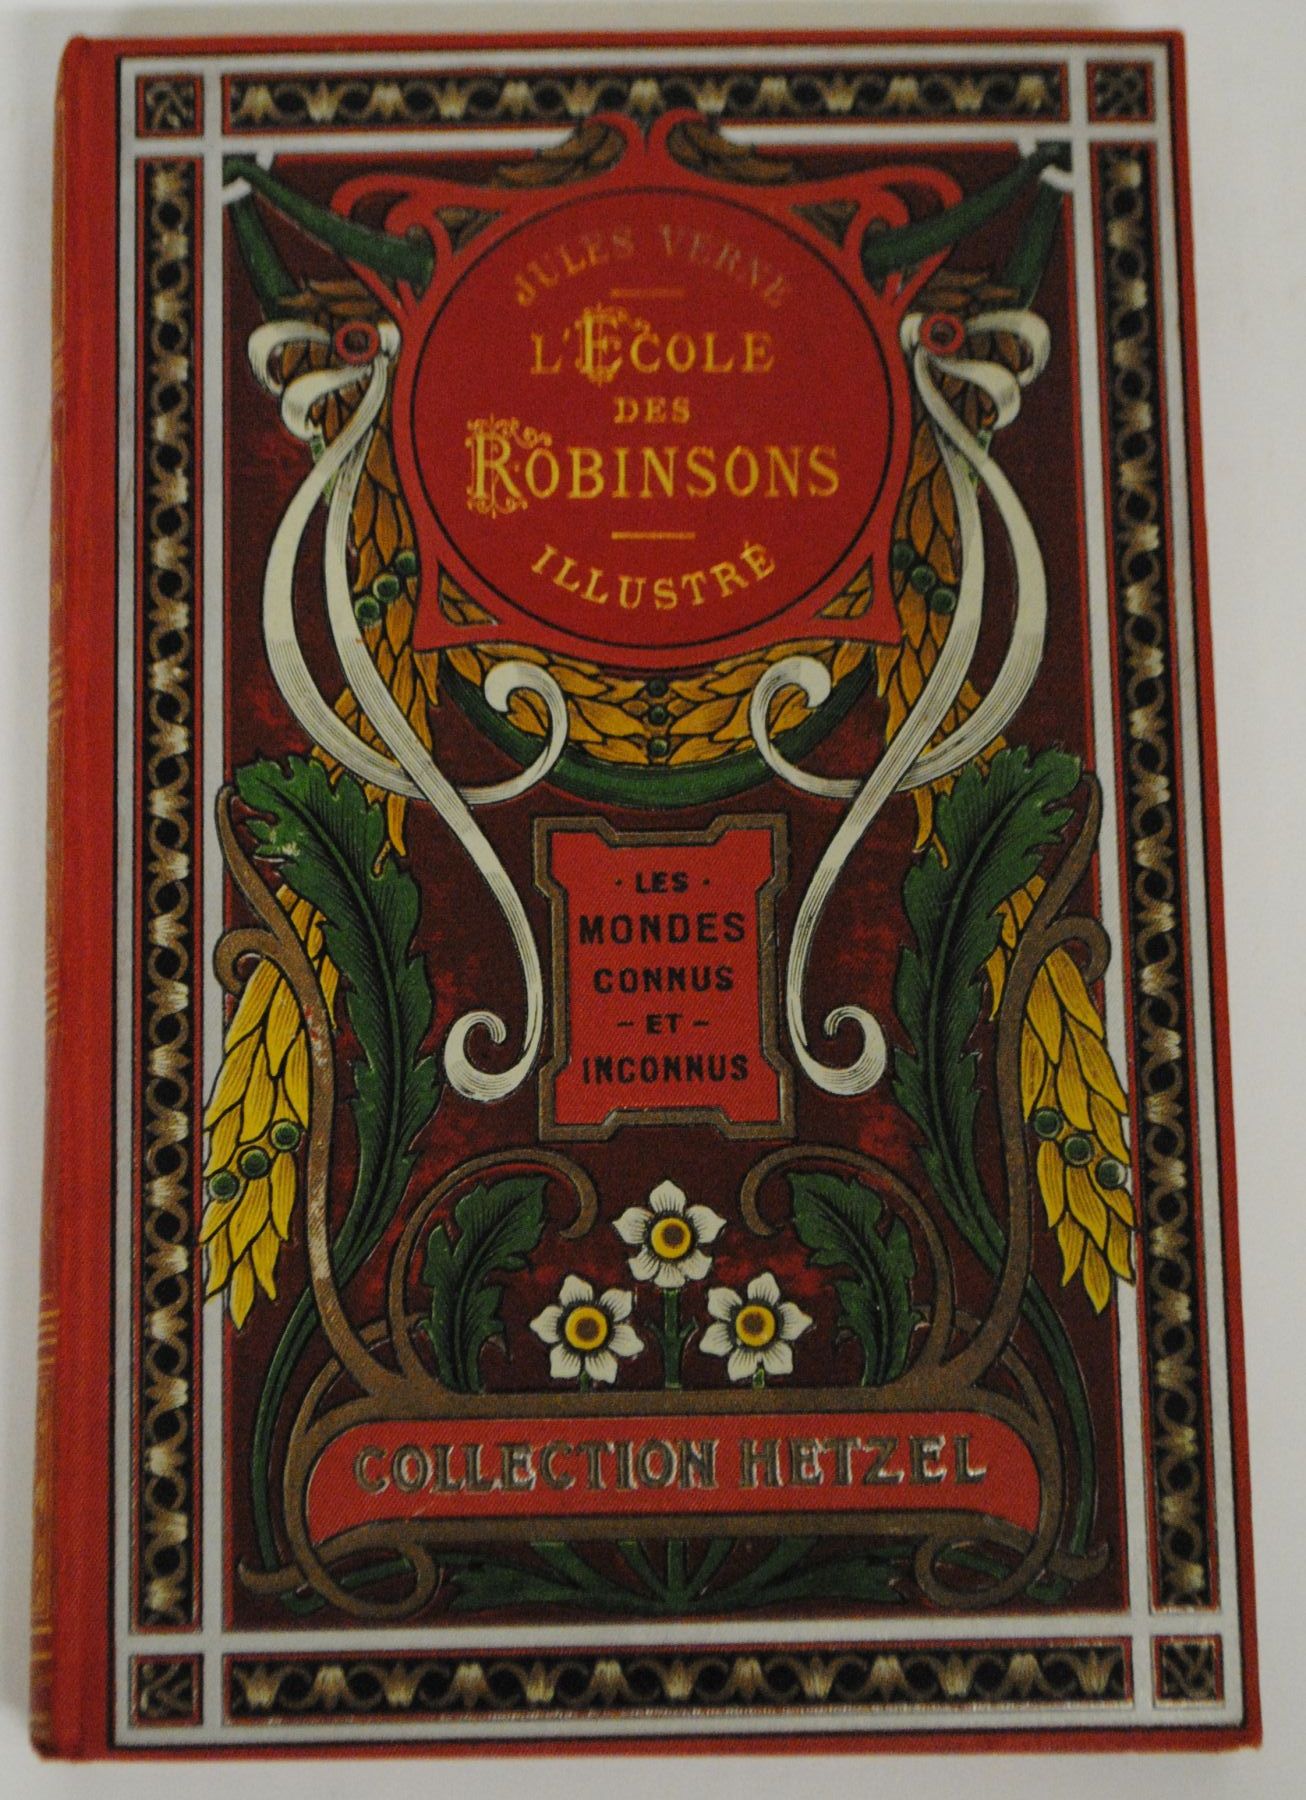 JULES VERNE
L'ECOLE
DES
ROBINSONS
ILLUSTRÉ
· LES ·
MONDES
CONNUS
– ET –
INCONNUS
COLLECTION HETZEL